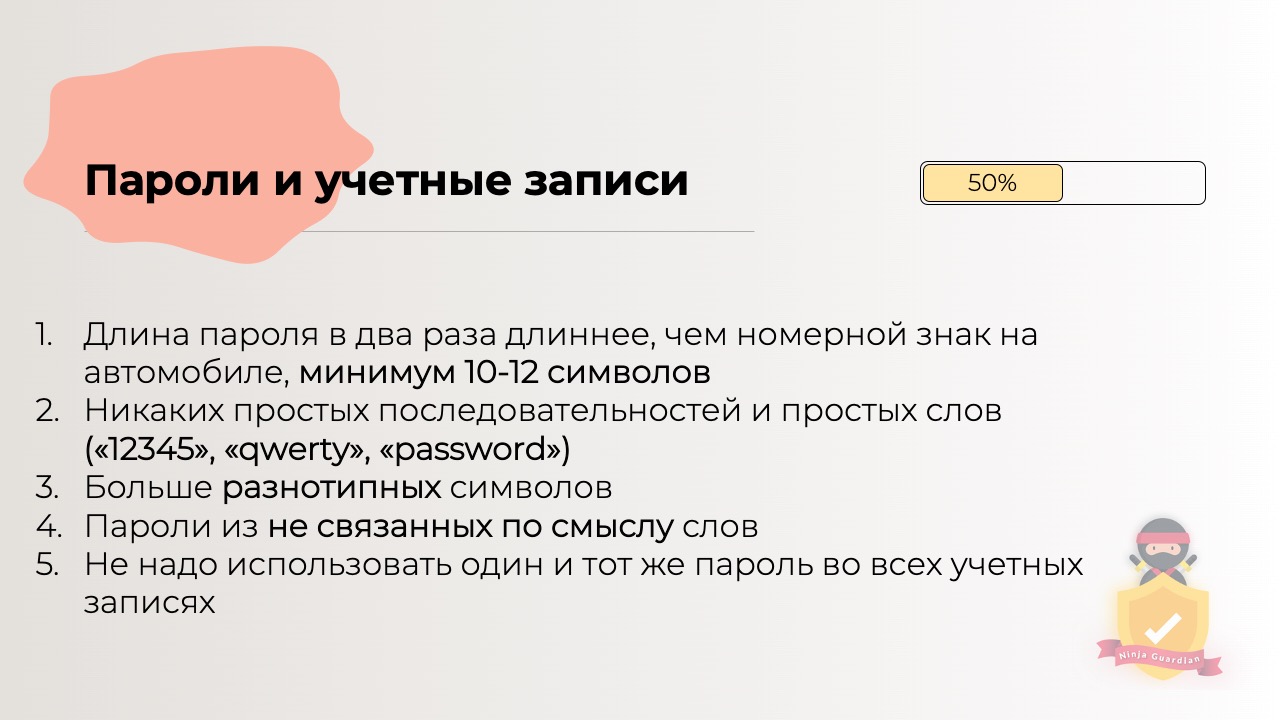 Пароли и учетные записи
50%
1. Длина пароля в два раза длиннее, чем номерной знак на
автомобиле, минимум 10-12 символов
2. Никаких простых последовательностей и простых слов
(«12345», «qwerty», «password»)
3. Больше разнотипных символов
4. Пароли из не связанных по смыслу слов
5. Не надо использовать один и тот же пароль во всех учетных
записях
Ninja Guardian